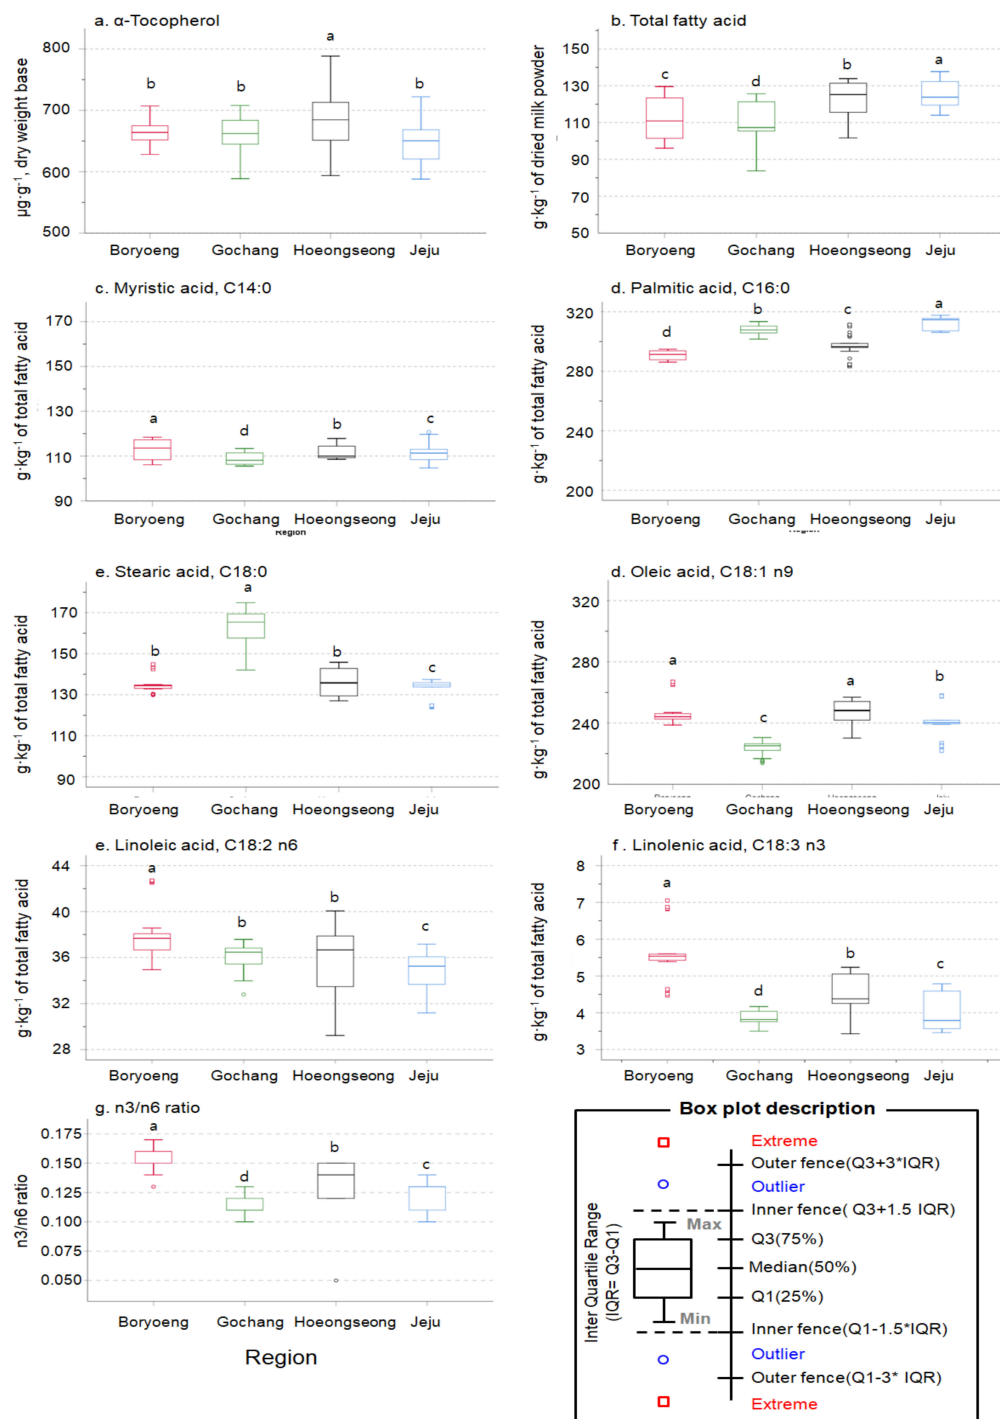 a. α-Tocopherol
a
800
b
b
b
700
600
500
μg·g⁻¹, dry weight base
Boryoeng Gochang Hoeongseong Jeju
b. Total fatty acid
150
a
b
c
d
130
110
90
70
50
g·kg⁻¹ of dried milk powder
Boryoeng Gochang Hoeongseong Jeju
c. Myristic acid, C14:0
170
150
130
a
d
b
c
110
90
g·kg⁻¹ of total fatty acid
Boryoeng Gochang Hoeongseong Jeju
Region
d. Palmitic acid, C16:0
320
a
b
c
d
280
240
200
g·kg⁻¹ of total fatty acid
Boryoeng Gochang Hoeongseong Jeju
e. Stearic acid, C18:0
a
170
150
b
b
c
130
110
90
g·kg⁻¹ of total fatty acid
Boryoeng Gochang Hoeongseong Jeju
d. Oleic acid, C18:1 n9
320
280
a
c
a
b
240
200
g·kg⁻¹ of total fatty acid
Boryoeng Gochang Hoeongseong Jeju
e. Linoleic acid, C18:2 n6
44
a
b
b
c
40
36
32
28
g·kg⁻¹ of total fatty acid
Boryoeng Gochang Hoeongseong Jeju
f . Linolenic acid, C18:3 n3
8
a
7
6
b
c
d
5
4
3
g·kg⁻¹ of total fatty acid
Boryoeng Gochang Hoeongseong Jeju
g. n3/n6 ratio
a
0.175
b
d
c
0.150
0.125
0.100
0.075
0.050
n3/n6 ratio
Boryoeng Gochang Hoeongseong Jeju
Region
Box plot description
Extreme
Outer fence(Q3+3*IQR)
Outlier
Inner fence( Q3+1.5 IQR)
Max
Q3(75%)
Median(50%)
Q1(25%)
Min
Inner fence(Q1-1.5*IQR)
Outlier
Outer fence(Q1-3* IQR)
Extreme
Inter Quartile Range
(IQR= Q3-Q1)